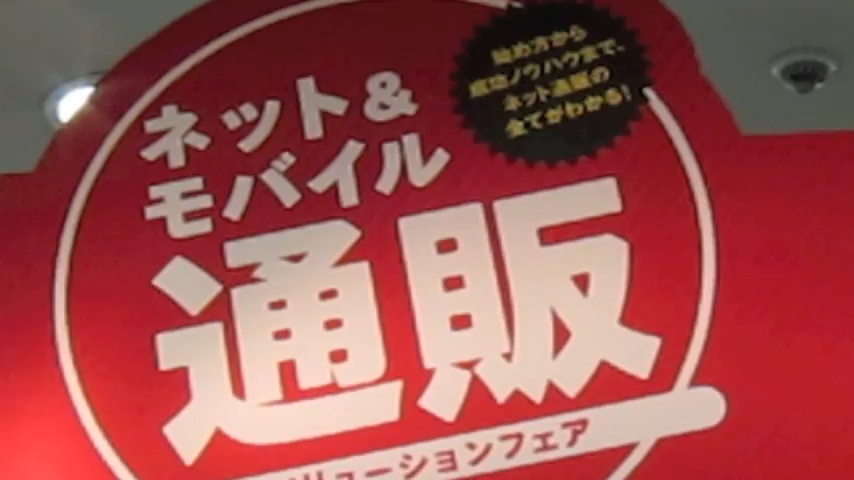 始め方から
成功ノウハウまで、
ネット通販の
全てがわかる!
ネット&
モバイル
通販
リューションフェア